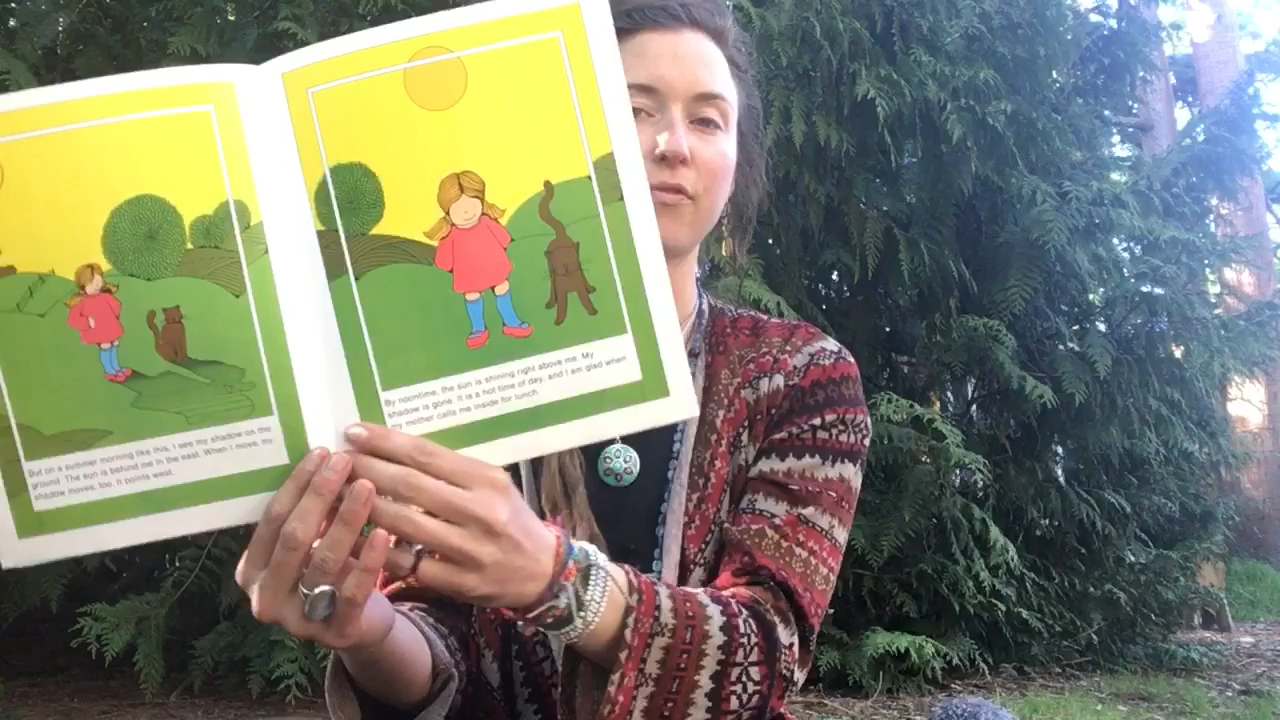 But on a summer morning like this, I see my shadow on the
ground. The sun is behind me in the east. When I move, my
shadow moves, too. It points west.
By noontime, the sun is shining right above me. My
shadow is gone. It is a hot time of day, and I am glad when
my mother calls me inside for lunch.